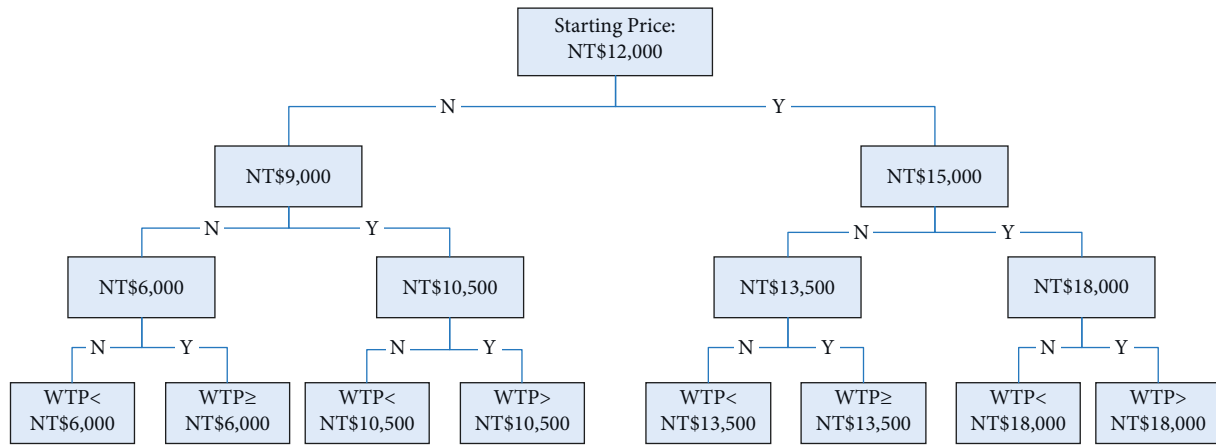 Starting Price:
NT$12,000
N
Y
NT$9,000
NT$15,000
N
Y
N
Y
NT$6,000
NT$10,500
NT$13,500
NT$18,000
N
Y
N
Y
N
Y
N
Y
WTP<
NT$6,000
WTP≥
NT$6,000
WTP<
NT$10,500
WTP>
NT$10,500
WTP<
NT$13,500
WTP≥
NT$13,500
WTP<
NT$18,000
WTP>
NT$18,000